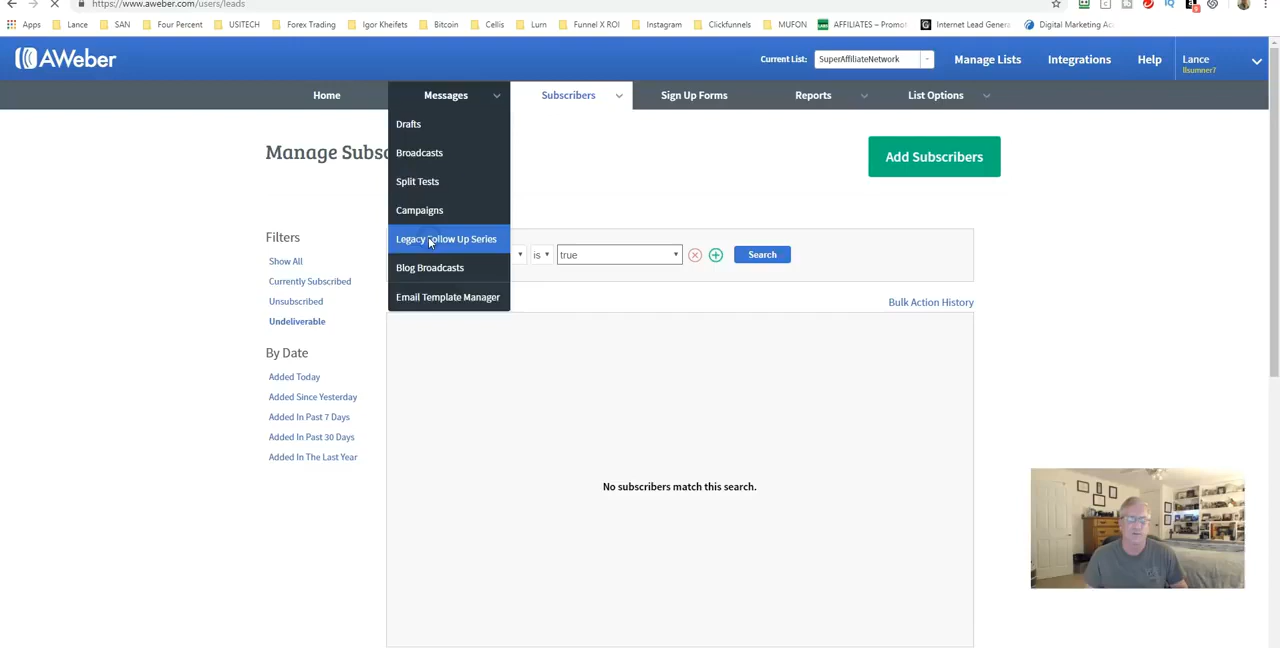 https://www.aweber.com/users/leads
Apps Lance SAN Four Percent USITECH Forex Trading Igor Kheifets Bitcoin Cellis Lurn Funnel X ROI Instagram Clickfunnels MUFON AFFILIATES – Promot Internet Lead Genera Digital Marketing Ac
AWeber
Current List: SuperAffiliateNetwork Manage Lists Integrations Help Lance
llsumner7
Home Messages Subscribers Sign Up Forms Reports List Options
Drafts
Manage Subsc
Broadcasts
Add Subscribers
Split Tests
Campaigns
Filters
Legacy Follow Up Series
is true Search
Show All
Blog Broadcasts
Currently Subscribed
Email Template Manager
Unsubscribed
Bulk Action History
Undeliverable
By Date
Added Today
Added Since Yesterday
Added In Past 7 Days
Added In Past 30 Days
Added In The Last Year
No subscribers match this search.